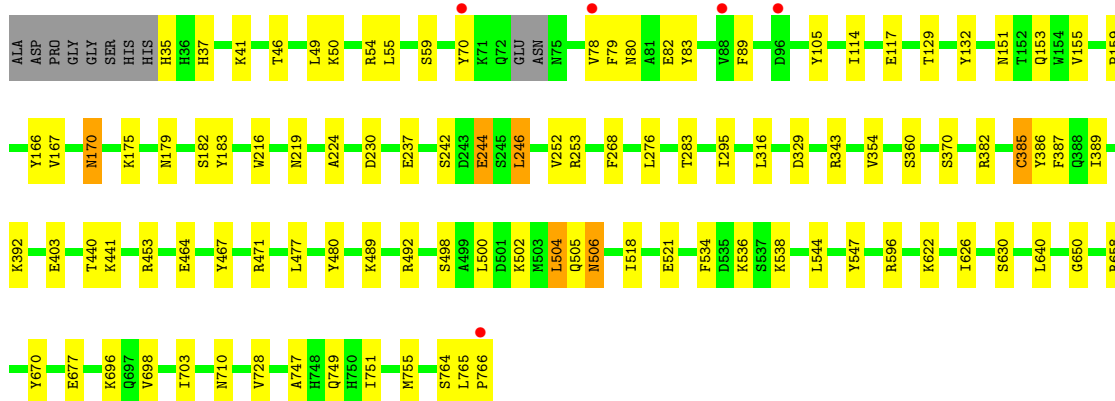 ALA ASP PRO GLY GLY SER HIS HIS H35 H36 H37 K41 T46 L49 K50 R54 L55 S59 Y70 K71 Q72 GLU ASN N75 V78 F79 N80 A81 E82 Y83 V88 F89 D96 Y105 I114 E117 T129 Y132 N151 T152 Q153 W154 V155
Y166 V167 N170 K175 N179 S182 Y183 W216 N219 A224 D230 E237 S242 D243 E244 S245 L246 V252 R253 F268 L276 T283 I295 L316 D329 R343 V354 S360 S370 R382 C385 Y386 F387 Q388 I389
K392 E403 T440 K441 R453 E464 Y467 R471 L477 Y480 K489 R492 S498 A499 L500 D501 K502 M503 L504 Q505 N506 I518 E521 F534 D535 K536 S537 K538 L544 Y547 R596 K622 I626 S630 L640 G650
Y670 E677 K696 Q697 V698 I703 N710 V728 A747 H748 Q749 H750 I751 M755 S764 L765 P766